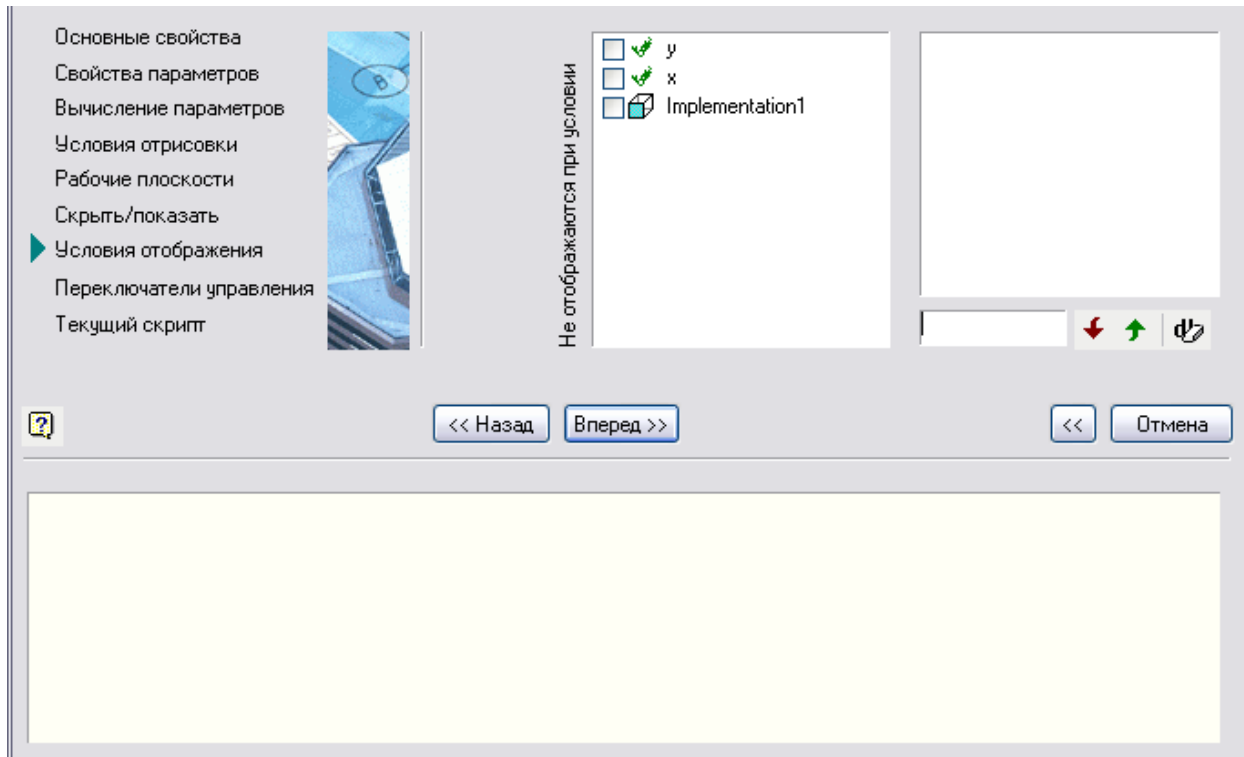 Основные свойства
Свойства параметров
Вычисление параметров
Условия отрисовки
Рабочие плоскости
Скрыть/показать
Условия отображения
Переключатели управления
Текущий скрипт
B
Не отображаются при условии
y
x
Implementation1
<< Назад
Вперед >>
<<
Отмена